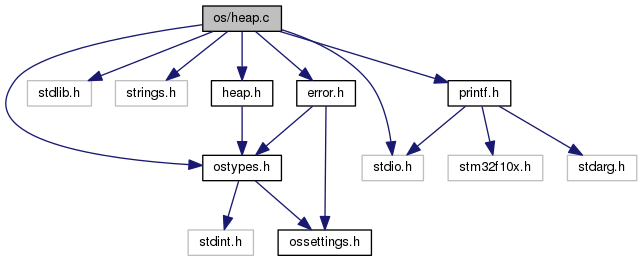 os/heap.c
stdlib.h
strings.h
heap.h
error.h
printf.h
ostypes.h
stdio.h
stm32f10x.h
stdarg.h
stdint.h
ossettings.h